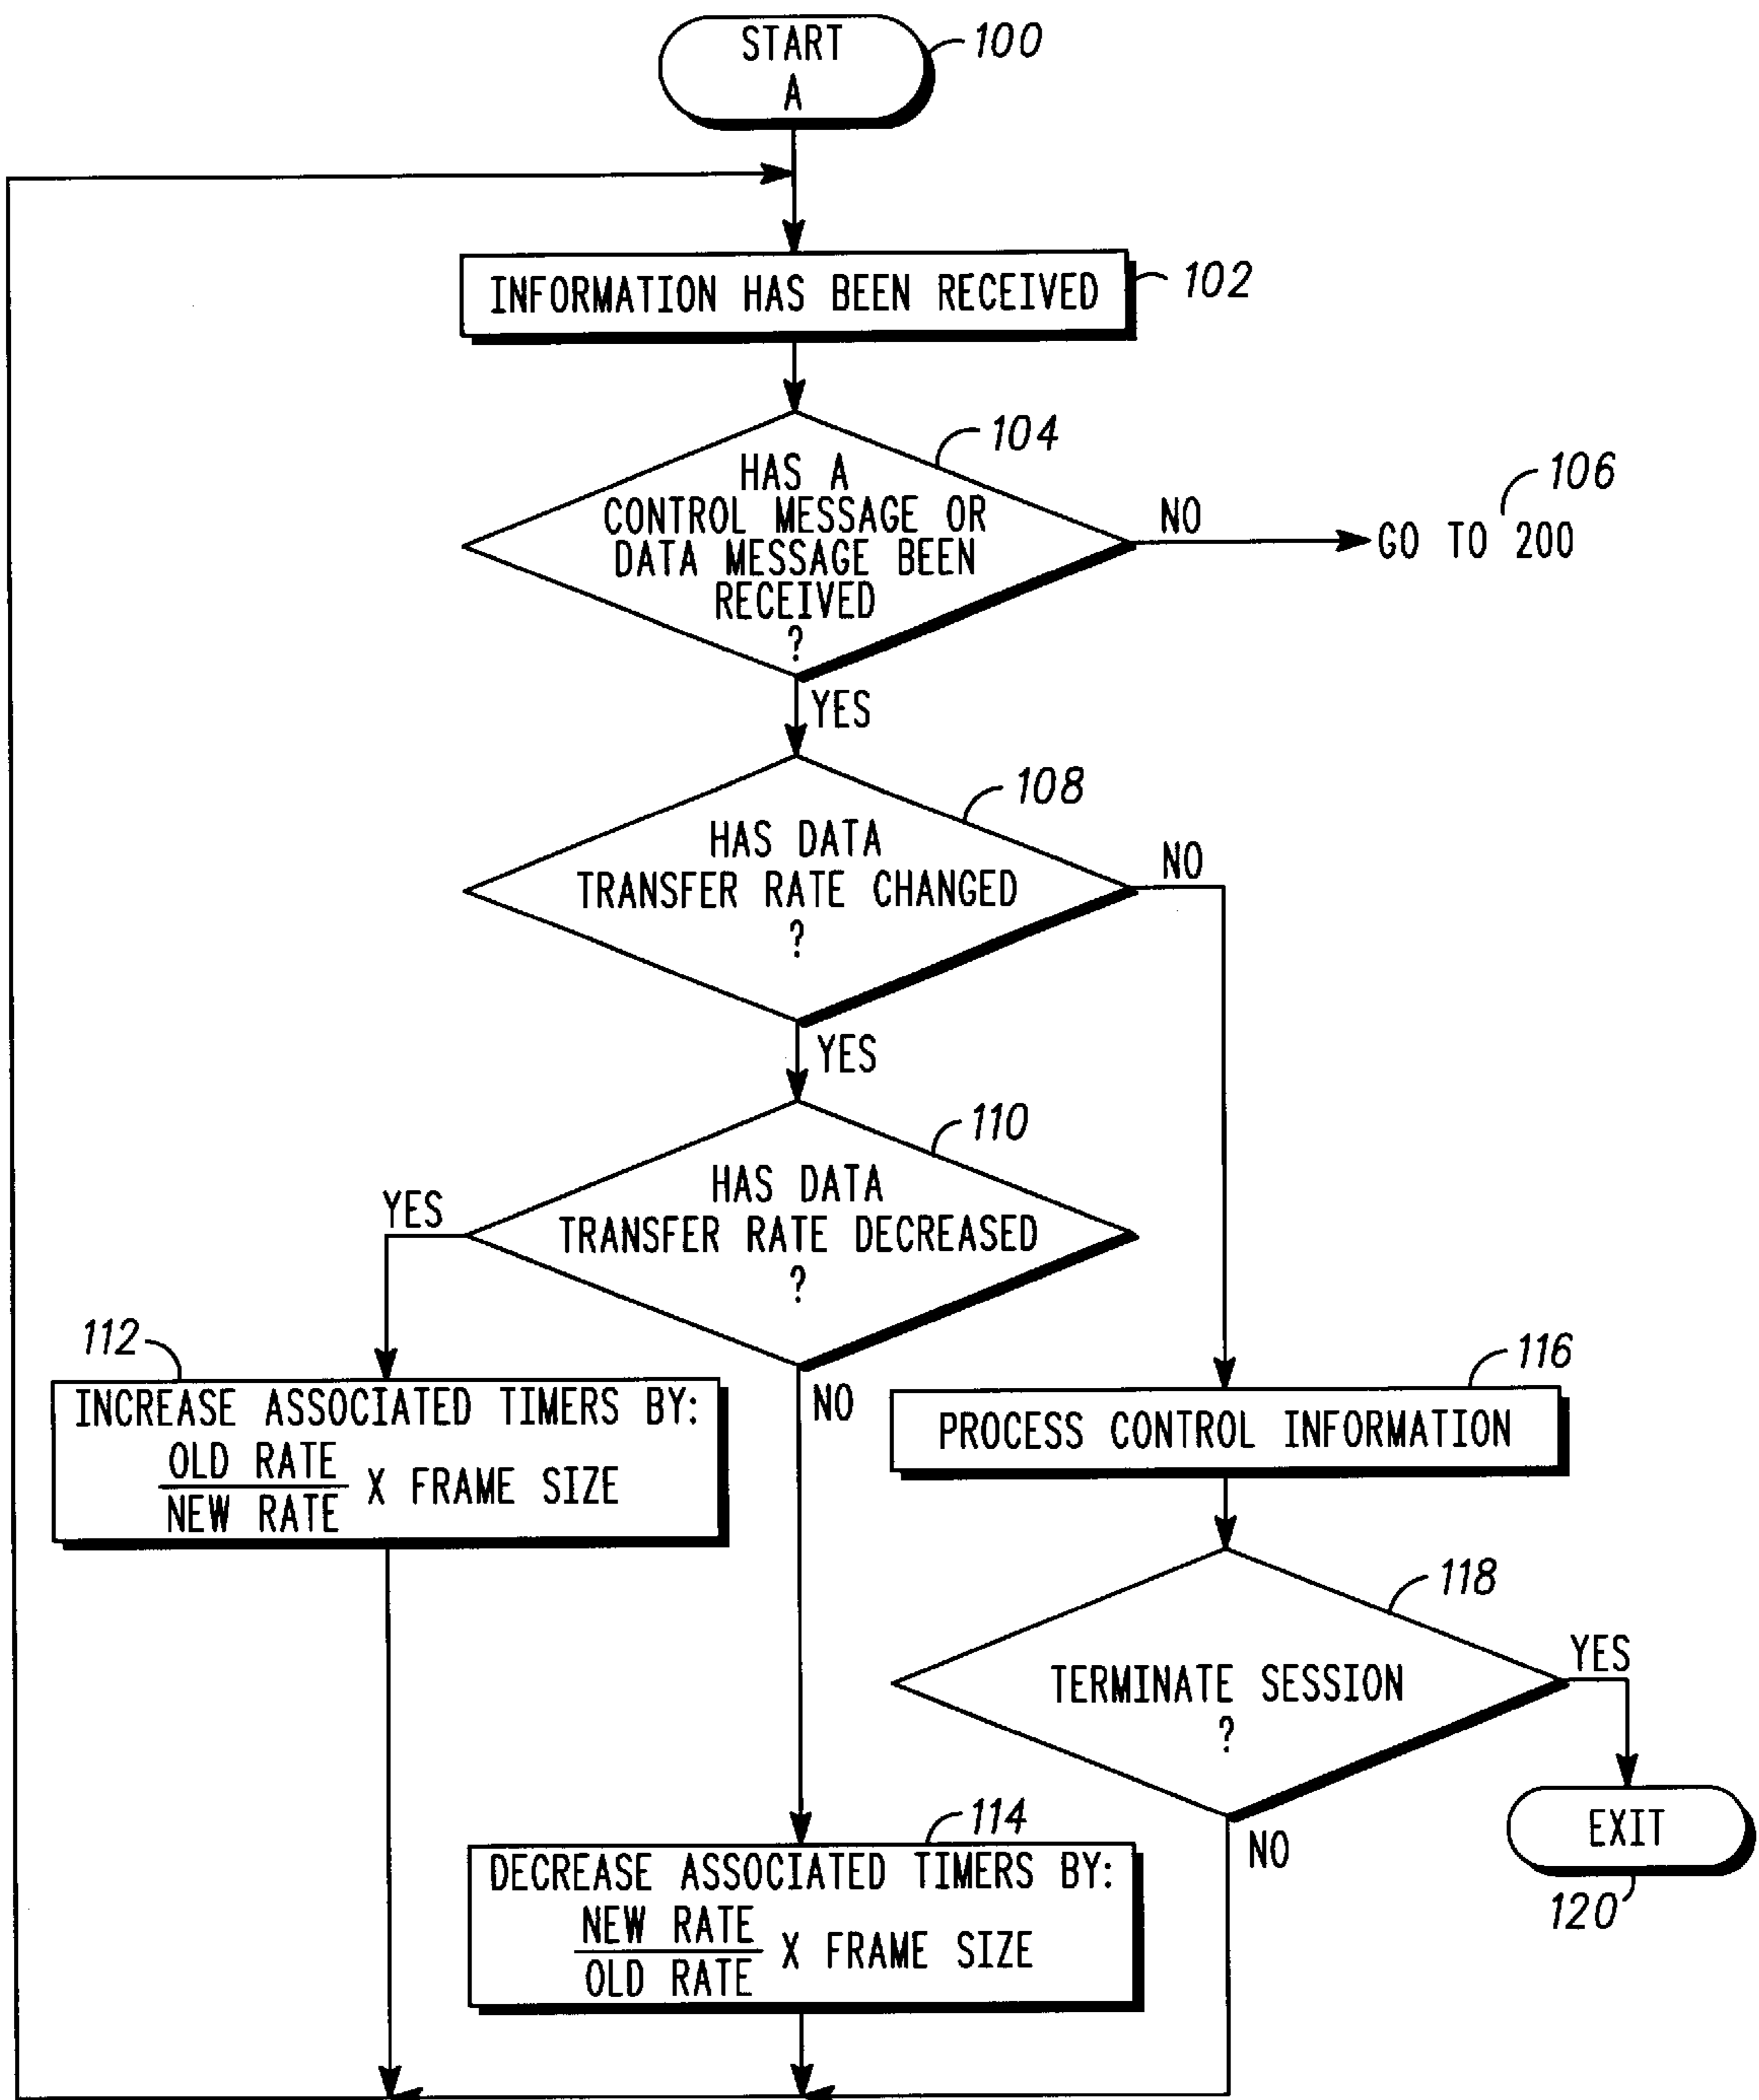 START
A
100
INFORMATION HAS BEEN RECEIVED
102
HAS A
CONTROL MESSAGE OR
DATA MESSAGE BEEN
RECEIVED
?
104
NO
GO TO 200
106
YES
HAS DATA
TRANSFER RATE CHANGED
?
108
NO
YES
HAS DATA
TRANSFER RATE DECREASED
?
110
YES
NO
112
INCREASE ASSOCIATED TIMERS BY:
OLD RATE
NEW RATE
X FRAME SIZE
116
PROCESS CONTROL INFORMATION
118
TERMINATE SESSION
?
YES
NO
EXIT
120
114
DECREASE ASSOCIATED TIMERS BY:
NEW RATE
OLD RATE
X FRAME SIZE